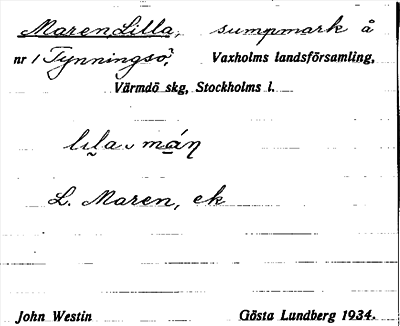 Maren, Lilla, sumpmark å
nr 1 Tynningsö, Vaxholms landsförsamling,
Värmdö skg, Stockholms l.
lila mán
L. Maren, ek
John Westin Gösta Lundberg 1934.